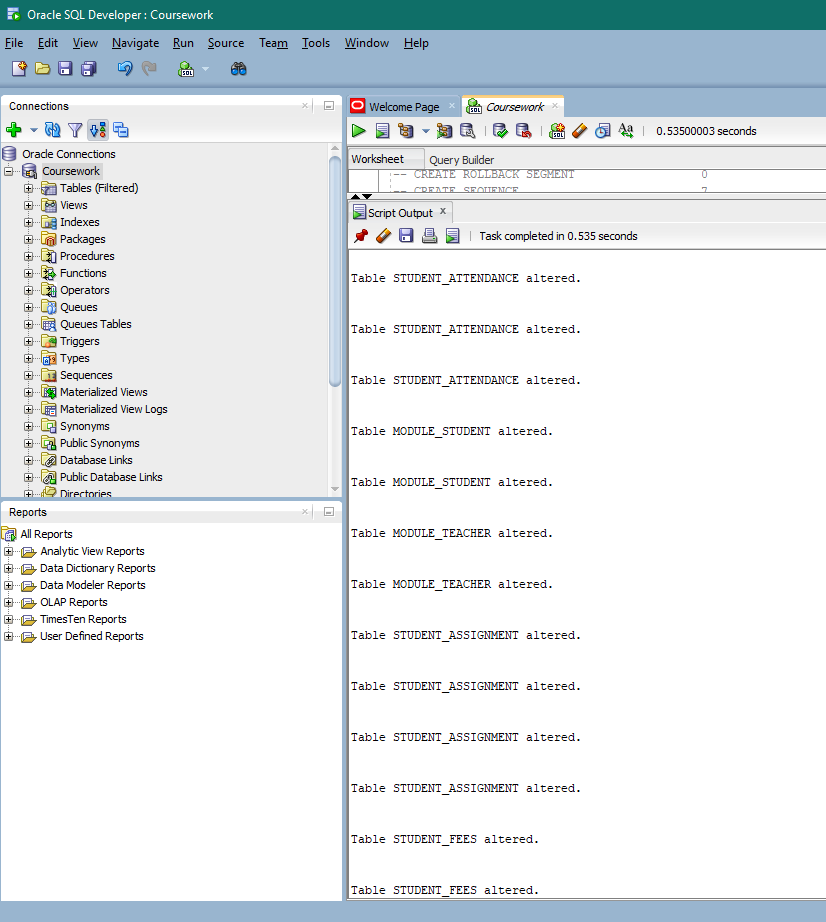 Oracle SQL Developer : Coursework
File Edit View Navigate Run Source Team Tools Window Help
Connections
Oracle Connections
Coursework
Tables (Filtered)
Views
Indexes
Packages
Procedures
Functions
Operators
Queues
Queues Tables
Triggers
Types
Sequences
Materialized Views
Materialized View Logs
Synonyms
Public Synonyms
Database Links
Public Database Links
Directories
Reports
All Reports
Analytic View Reports
Data Dictionary Reports
Data Modeler Reports
OLAP Reports
TimesTen Reports
User Defined Reports
Welcome Page
Coursework
0.53500003 seconds
Worksheet Query Builder
-- CREATE ROLLBACK SEGMENT 0
-- CREATE SEQUENCE 7
Script Output
Task completed in 0.535 seconds
Table STUDENT_ATTENDANCE altered.
Table STUDENT_ATTENDANCE altered.
Table STUDENT_ATTENDANCE altered.
Table MODULE_STUDENT altered.
Table MODULE_STUDENT altered.
Table MODULE_TEACHER altered.
Table MODULE_TEACHER altered.
Table STUDENT_ASSIGNMENT altered.
Table STUDENT_ASSIGNMENT altered.
Table STUDENT_ASSIGNMENT altered.
Table STUDENT_ASSIGNMENT altered.
Table STUDENT_FEES altered.
Table STUDENT_FEES altered.